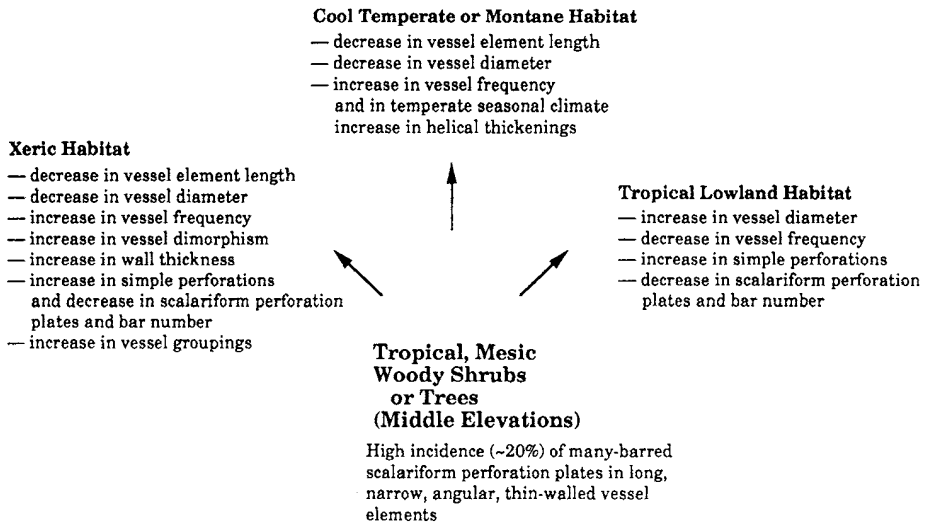 Cool Temperate or Montane Habitat
— decrease in vessel element length
— decrease in vessel diameter
— increase in vessel frequency
and in temperate seasonal climate
increase in helical thickenings
Xeric Habitat
— decrease in vessel element length
— decrease in vessel diameter
— increase in vessel frequency
— increase in vessel dimorphism
— increase in wall thickness
— increase in simple perforations
and decrease in scalariform perforation
plates and bar number
— increase in vessel groupings
Tropical Lowland Habitat
— increase in vessel diameter
— decrease in vessel frequency
— increase in simple perforations
— decrease in scalariform perforation
plates and bar number
Tropical, Mesic
Woody Shrubs
or Trees
(Middle Elevations)
High incidence (~20%) of many-barred
scalariform perforation plates in long,
narrow, angular, thin-walled vessel
elements